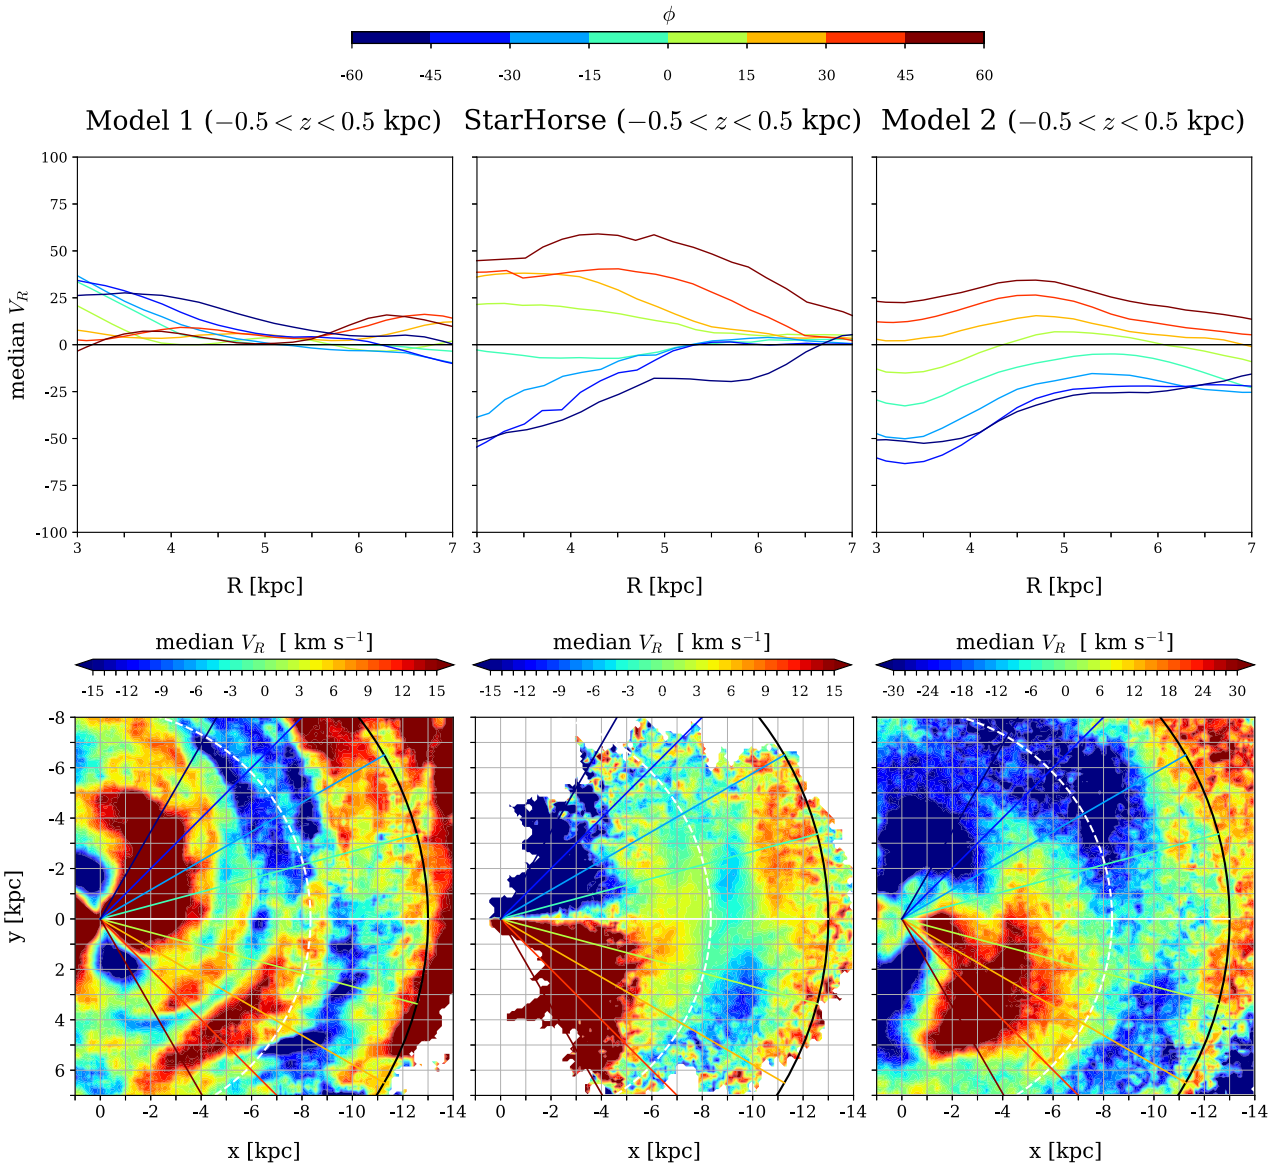 ϕ
-60 -45 -30 -15 0 15 30 45 60
Model 1 (−0.5 < z < 0.5 kpc) StarHorse (−0.5 < z < 0.5 kpc) Model 2 (−0.5 < z < 0.5 kpc)
100
75
50
25
0
-25
-50
-75
-100
median V_R
3 4 5 6 7 3 4 5 6 7 3 4 5 6 7
R [kpc] R [kpc] R [kpc]
median V_R [ km s⁻¹] median V_R [ km s⁻¹] median V_R [ km s⁻¹]
-15 -12 -9 -6 -3 0 3 6 9 12 15 -15 -12 -9 -6 -3 0 3 6 9 12 15 -30 -24 -18 -12 -6 0 6 12 18 24 30
-8
-6
-4
-2
0
2
4
6
y [kpc]
0 -2 -4 -6 -8 -10 -12 -14 0 -2 -4 -6 -8 -10 -12 -14 0 -2 -4 -6 -8 -10 -12 -14
x [kpc] x [kpc] x [kpc]